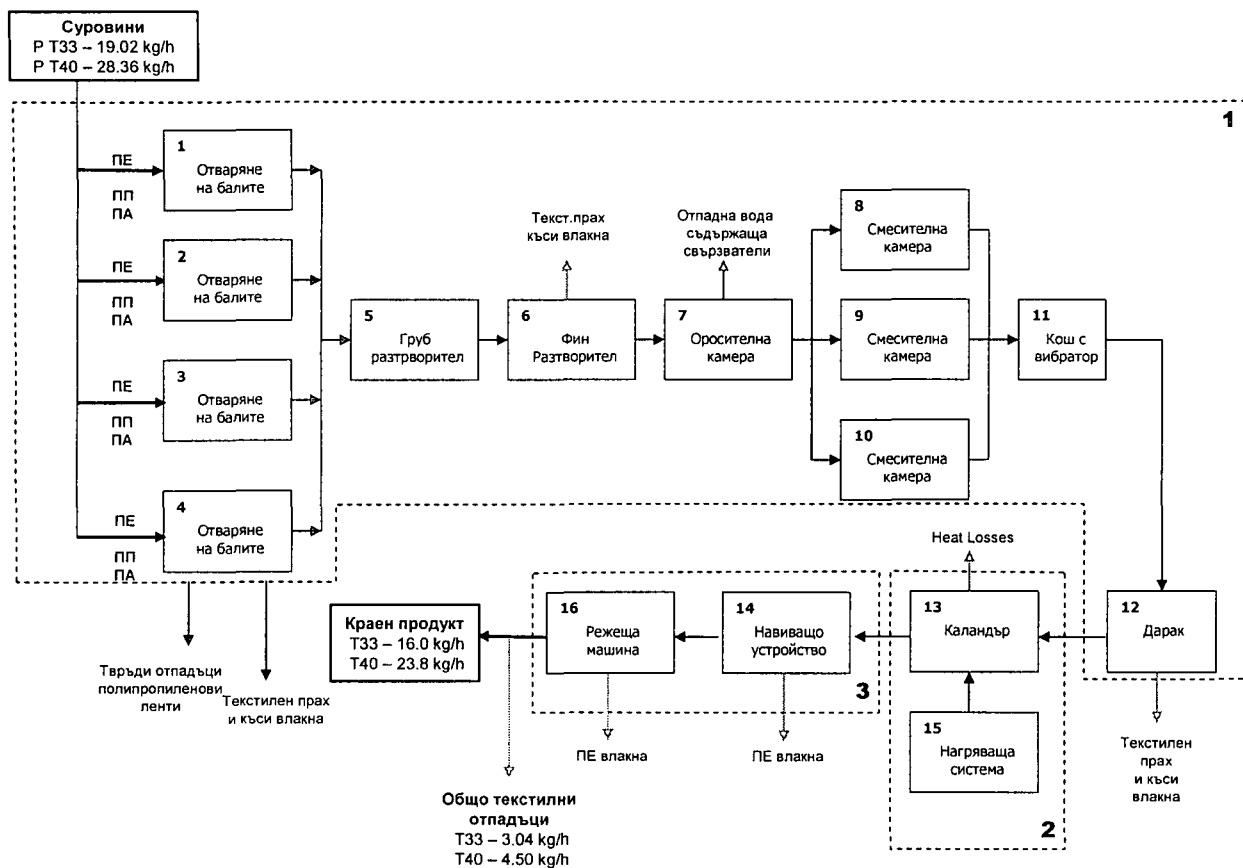 Суровини
P T33 – 19.02 kg/h
P T40 – 28.36 kg/h
1
ПЕ
ПП
ПА
1
Отваряне
на балите
ПЕ
ПП
ПА
2
Отваряне
на балите
ПЕ
ПП
ПА
3
Отваряне
на балите
ПЕ
ПП
ПА
4
Отваряне
на балите
5
Груб
разтрворител
Текст.прах
къси влакна
6
Фин
Разтворител
Отпадна вода
съдържаща
свързватели
7
Оросителна
камера
8
Смесителна
камера
9
Смесителна
камера
10
Смесителна
камера
11
Кош с
вибратор
12
Дарак
Текстилен
прах
и къси
влакна
Heat Losses
13
Каландър
15
Нагряваща
система
2
14
Навиващо
устройство
ПЕ влакна
16
Режеща
машина
ПЕ влакна
3
Краен продукт
T33 – 16.0 kg/h
T40 – 23.8 kg/h
Общо текстилни
отпадъци
T33 – 3.04 kg/h
T40 – 4.50 kg/h
Твръди отпадъци
полипропиленови
ленти
Текстилен прах
и къси влакна